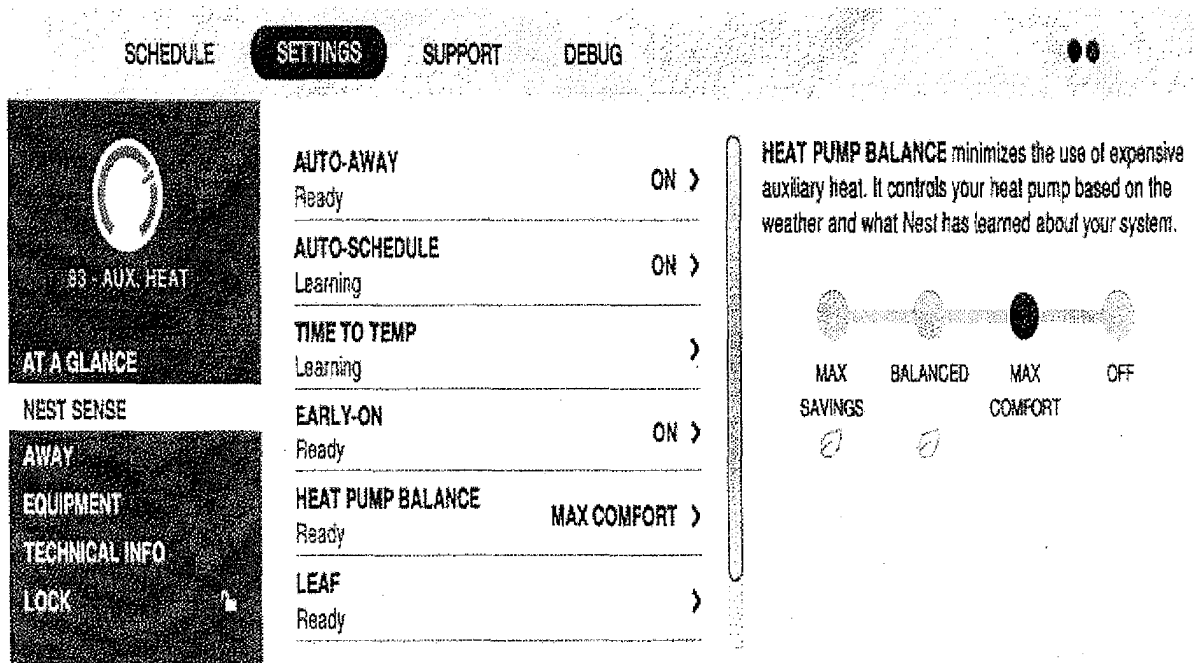 SCHEDULE
SETTINGS
SUPPORT
DEBUG
93 - AUX. HEAT
AT A GLANCE
NEST SENSE
AWAY
EQUIPMENT
TECHNICAL INFO
LOCK
AUTO-AWAY
Ready
ON
AUTO-SCHEDULE
Learning
ON
TIME TO TEMP
Learning
EARLY-ON
Ready
ON
HEAT PUMP BALANCE
Ready
MAX COMFORT
LEAF
Ready
HEAT PUMP BALANCE minimizes the use of expensive
auxiliary heat. It controls your heat pump based on the
weather and what Nest has learned about your system.
MAX
SAVINGS
BALANCED
MAX
COMFORT
OFF